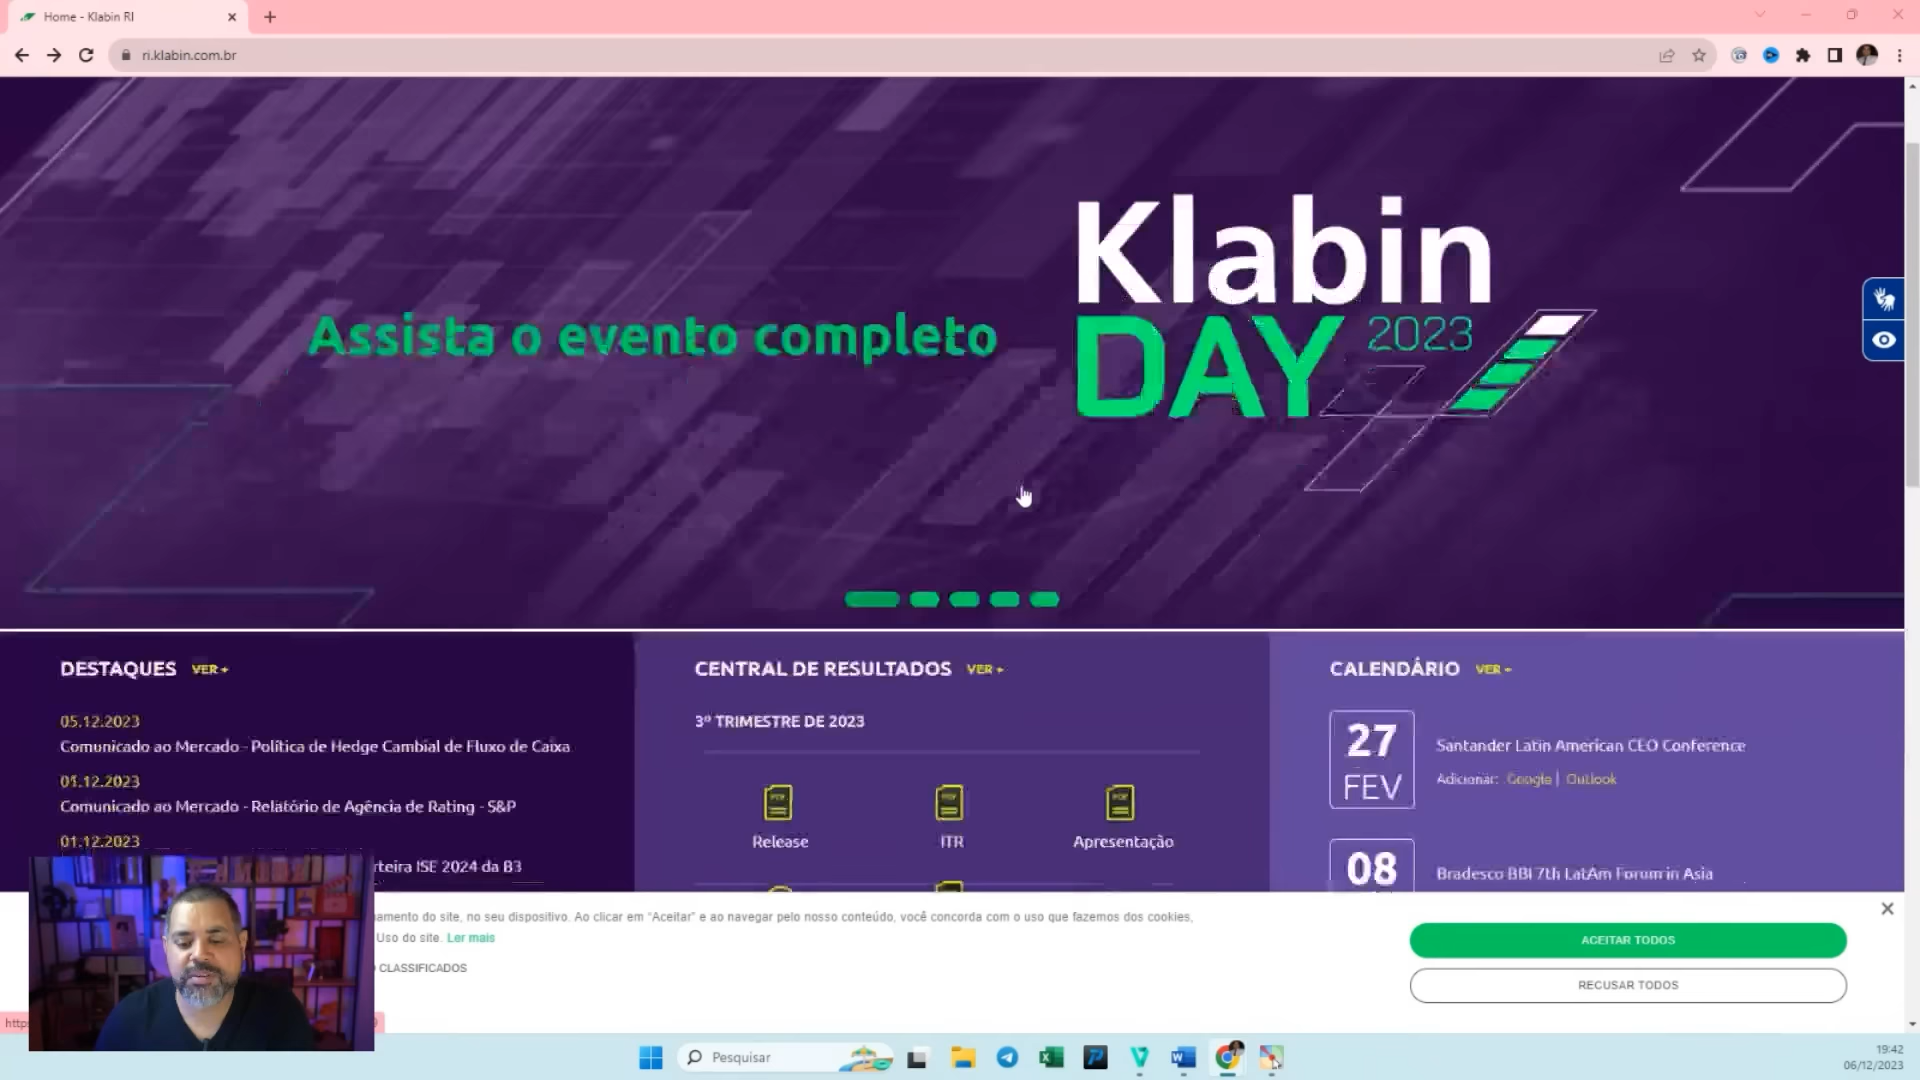 Home - Klabin RI
ri.klabin.com.br
Klabin
Assista o evento completo
DAY 2023
DESTAQUES VER +
05.12.2023
Comunicado ao Mercado - Política de Hedge Cambial de Fluxo de Caixa
Comunicado ao Mercado - Relatório de Agência de Rating - S&P
01.12.2023
rteira ISE 2024 da B3
CENTRAL DE RESULTADOS VER +
3º TRIMESTRE DE 2023
Release
ITR
Apresentação
CALENDÁRIO VER +
27
FEV
Santander Latin American CEO Conference
Adicionar: Google | Outlook
08
Bradesco BBI 7th LatAm Forum in Asia
amento do site, no seu dispositivo. Ao clicar em “Aceitar” e ao navegar pelo nosso conteúdo, você concorda com o uso que fazemos dos cookies,
Uso do site. Ler mais
CLASSIFICADOS
ACEITAR TODOS
RECUSAR TODOS
http
Pesquisar
19:42
06/12/2023